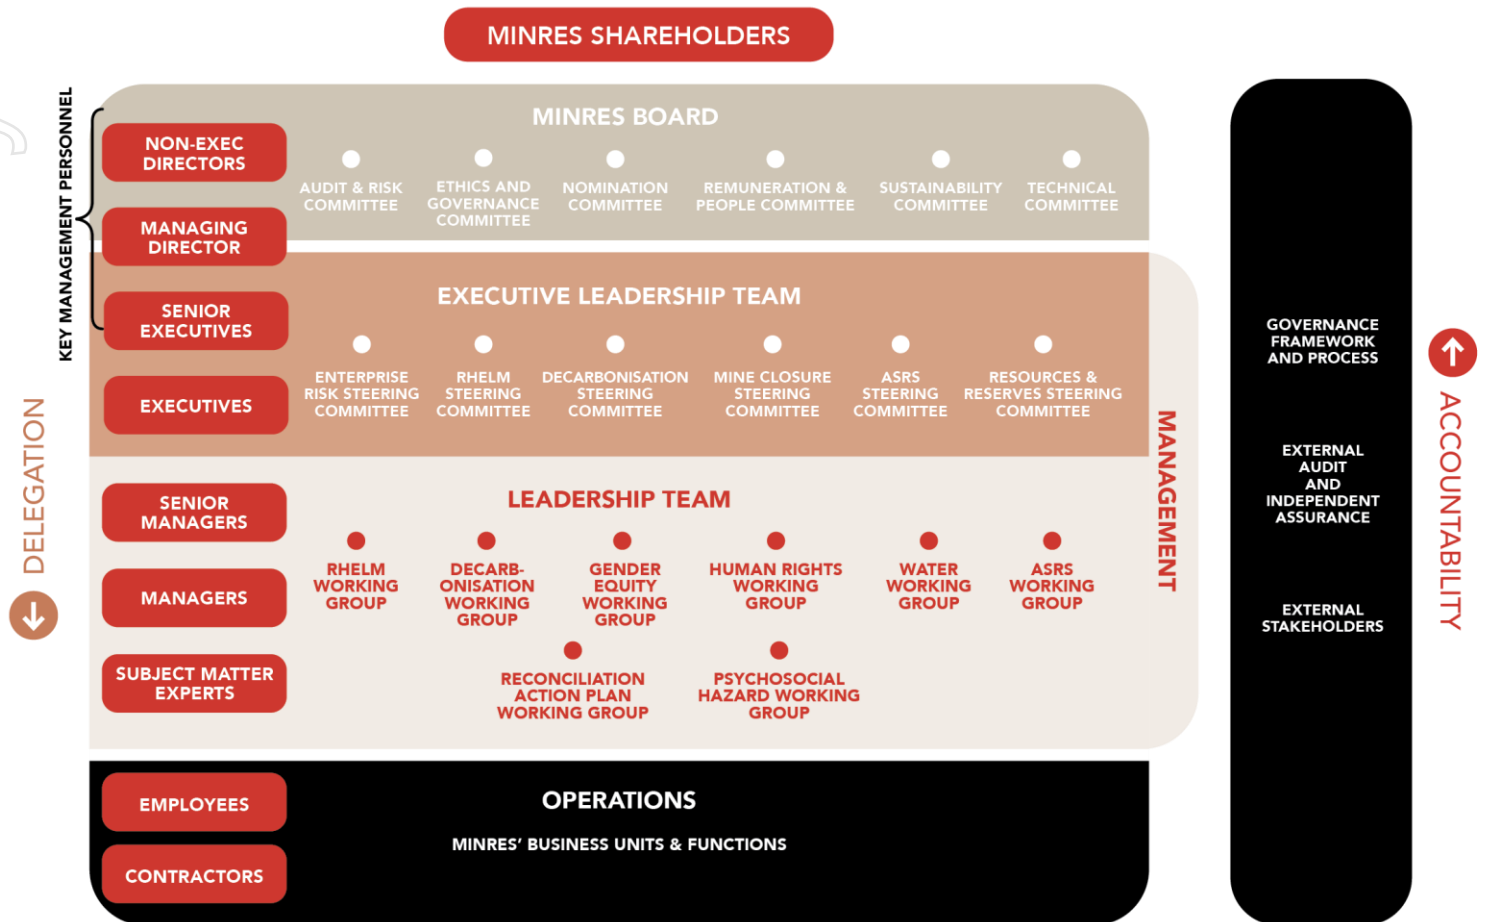 MINRES SHAREHOLDERS
KEY MANAGEMENT PERSONNEL
MINRES BOARD
NON-EXEC
DIRECTORS
MANAGING
DIRECTOR
AUDIT & RISK
COMMITTEE
ETHICS AND
GOVERNANCE
COMMITTEE
NOMINATION
COMMITTEE
REMUNERATION &
PEOPLE COMMITTEE
SUSTAINABILITY
COMMITTEE
TECHNICAL
COMMITTEE
EXECUTIVE LEADERSHIP TEAM
SENIOR
EXECUTIVES
EXECUTIVES
ENTERPRISE
RISK STEERING
COMMITTEE
RHELM
STEERING
COMMITTEE
DECARBONISATION
STEERING
COMMITTEE
MINE CLOSURE
STEERING
COMMITTEE
ASRS
STEERING
COMMITTEE
RESOURCES &
RESERVES STEERING
COMMITTEE
DELEGATION
LEADERSHIP TEAM
SENIOR
MANAGERS
MANAGERS
SUBJECT MATTER
EXPERTS
RHELM
WORKING
GROUP
DECARB-
ONISATION
WORKING
GROUP
GENDER
EQUITY
WORKING
GROUP
HUMAN RIGHTS
WORKING
GROUP
WATER
WORKING
GROUP
ASRS
WORKING
GROUP
RECONCILIATION
ACTION PLAN
WORKING GROUP
PSYCHOSOCIAL
HAZARD WORKING
GROUP
MANAGEMENT
OPERATIONS
MINRES' BUSINESS UNITS & FUNCTIONS
EMPLOYEES
CONTRACTORS
GOVERNANCE
FRAMEWORK
AND PROCESS
EXTERNAL
AUDIT
AND
INDEPENDENT
ASSURANCE
EXTERNAL
STAKEHOLDERS
ACCOUNTABILITY